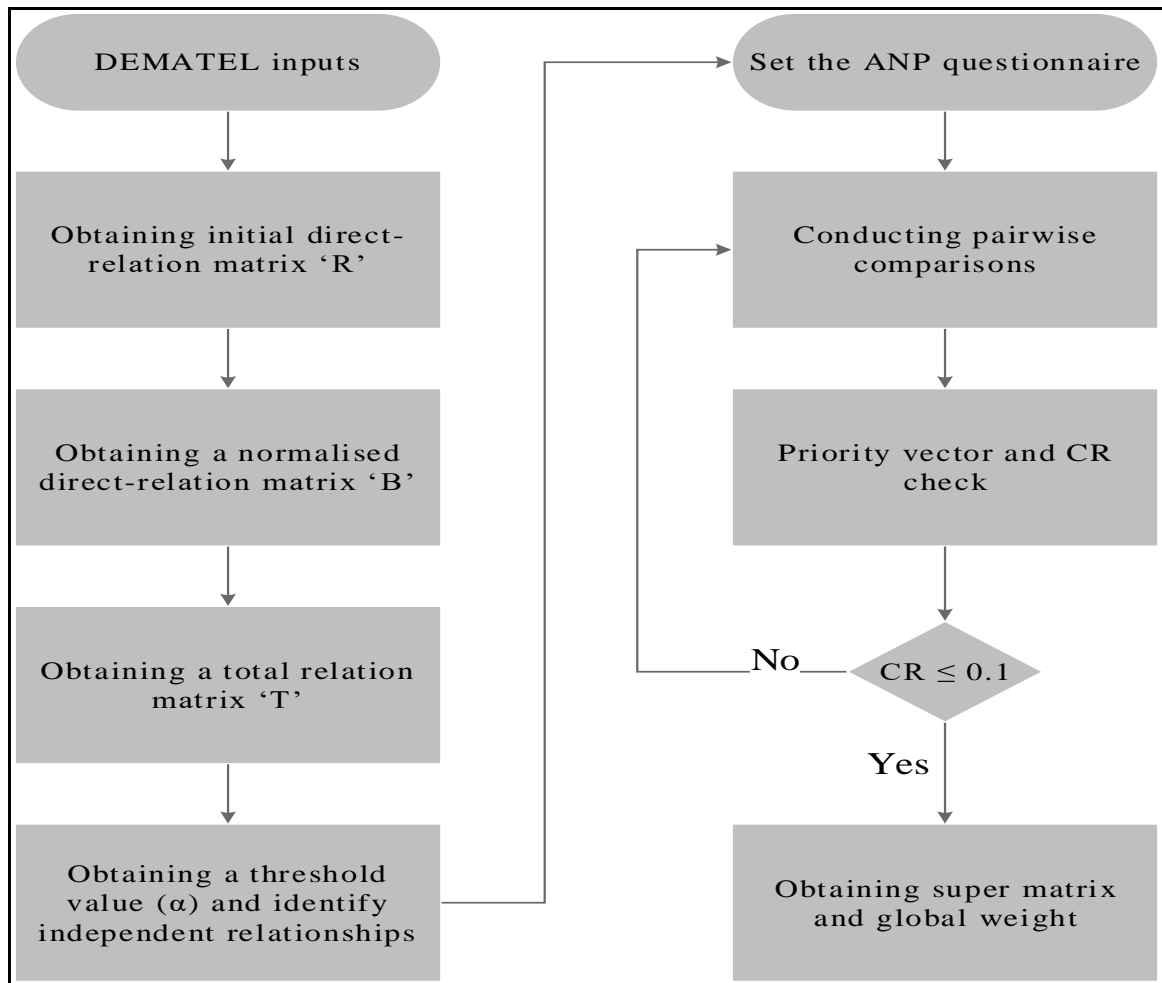 DEMATEL inputs
Obtaining initial direct-
relation matrix ‘R’
Obtaining a normalised
direct-relation matrix ‘B’
Obtaining a total relation
matrix ‘T’
Obtaining a threshold
value (α) and identify
independent relationships
Set the ANP questionnaire
Conducting pairwise
comparisons
Priority vector and CR
check
CR ≤ 0.1
No
Yes
Obtaining super matrix
and global weight